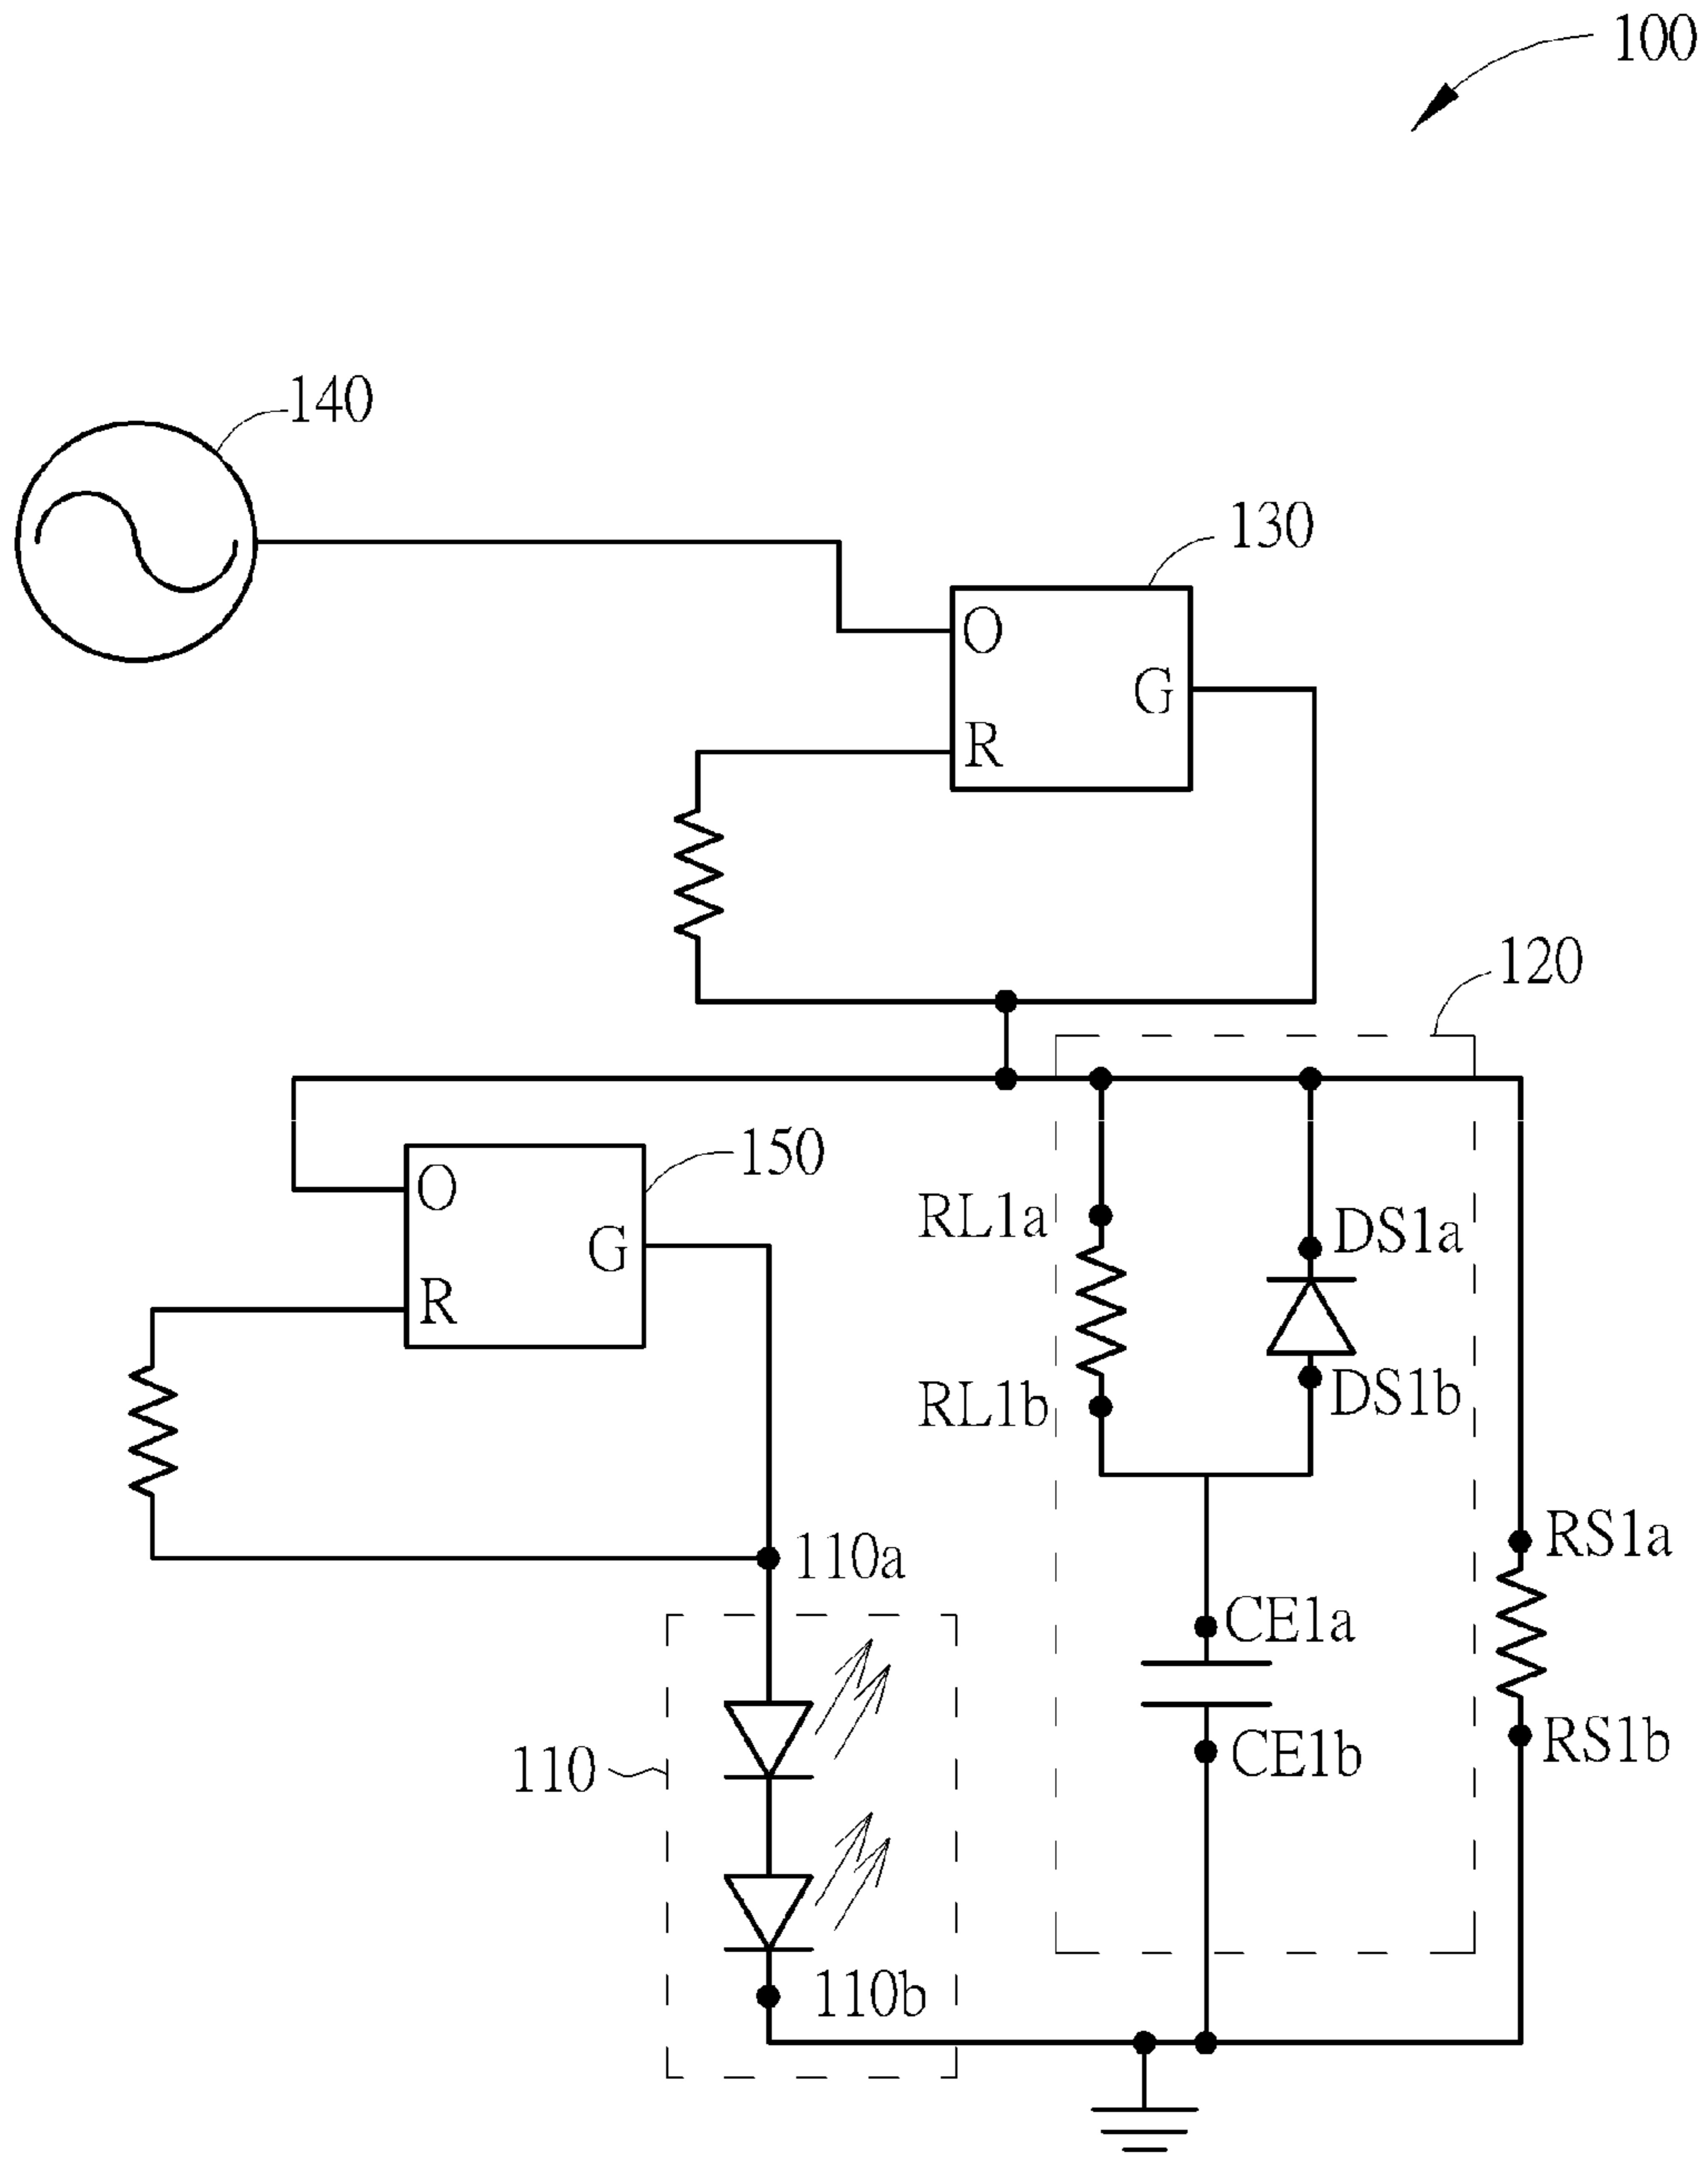 100
140
130
O
G
R
120
150
O
G
R
RL1a
DS1a
RL1b
DS1b
110a
RS1a
CE1a
110
CE1b
RS1b
110b